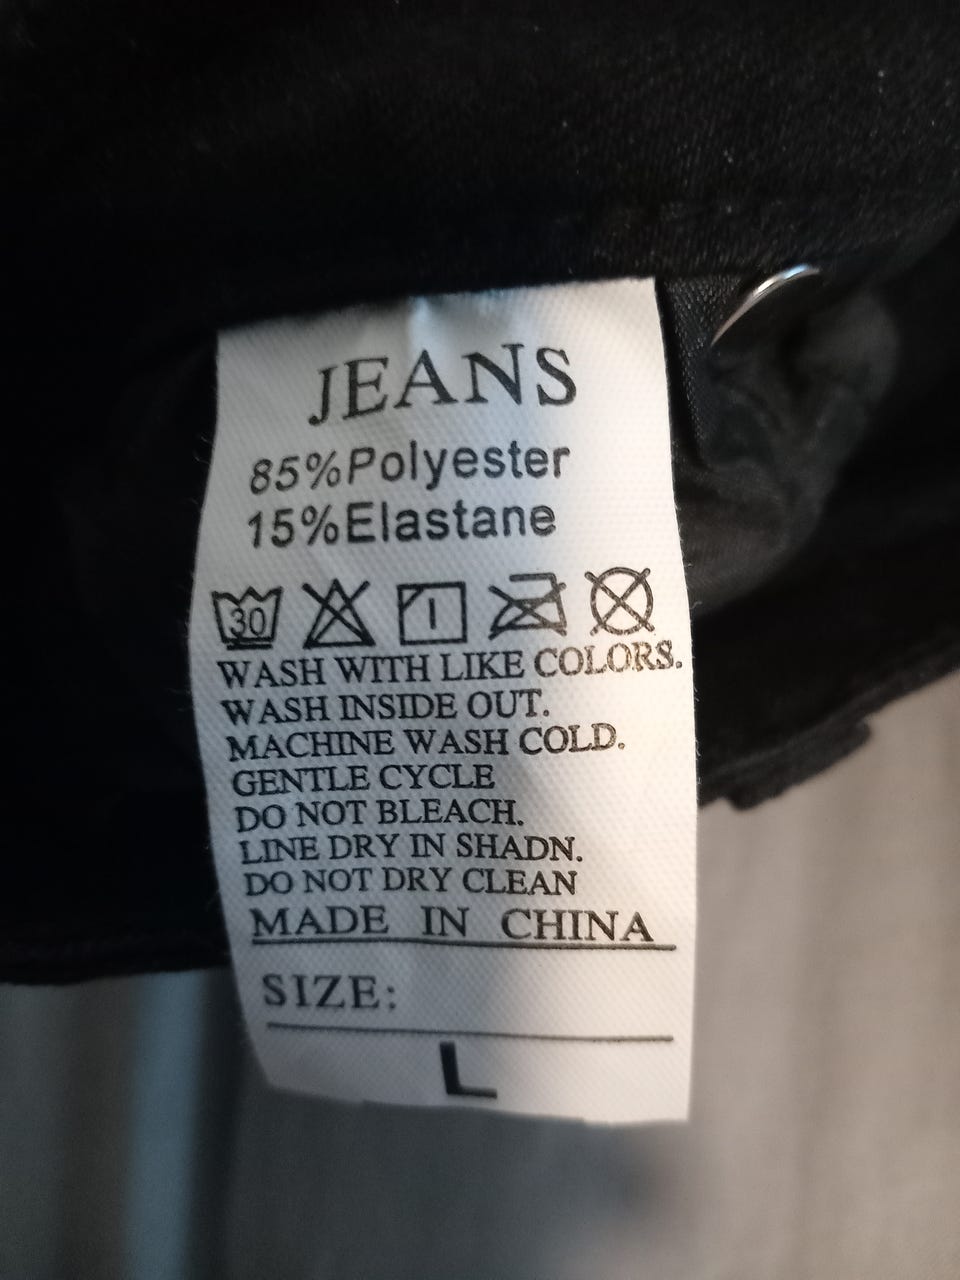 JEANS
85%Polyester
15%Elastane
30
WASH WITH LIKE COLORS.
WASH INSIDE OUT.
MACHINE WASH COLD.
GENTLE CYCLE
DO NOT BLEACH.
LINE DRY IN SHADN.
DO NOT DRY CLEAN
MADE IN CHINA
SIZE:
L